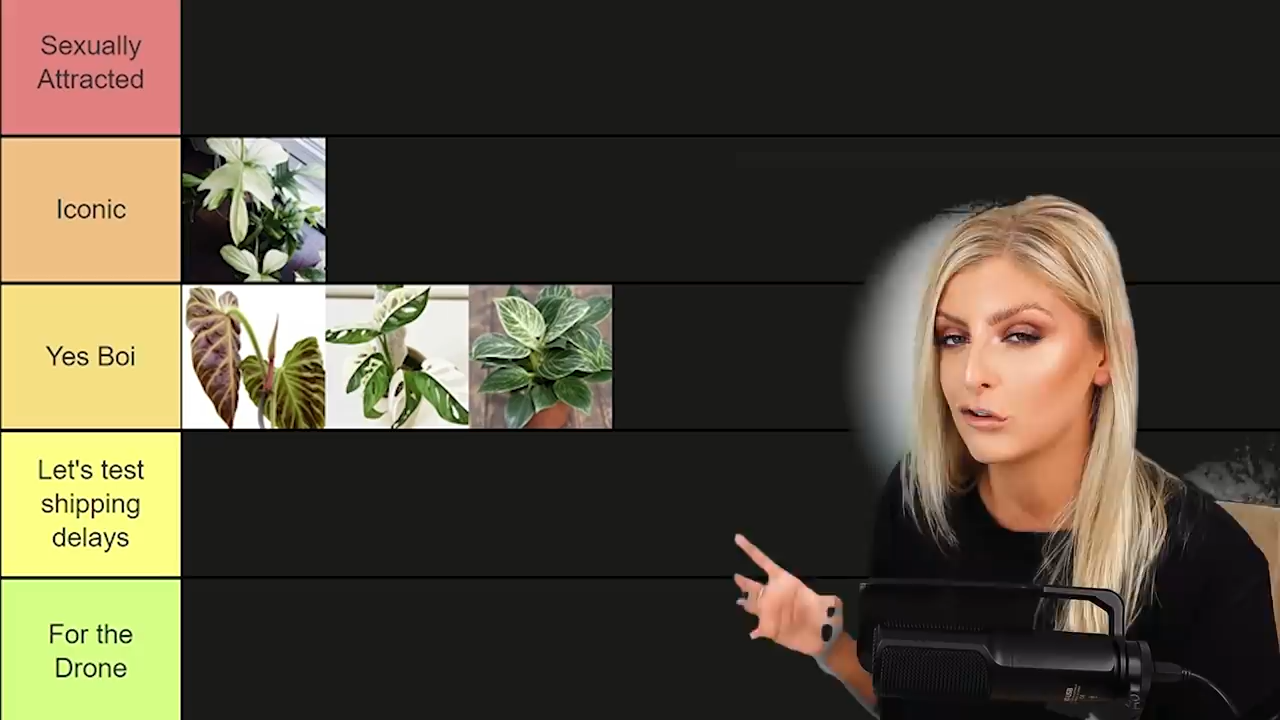 Sexually
Attracted
Iconic
Yes Boi
Let's test
shipping
delays
For the
Drone